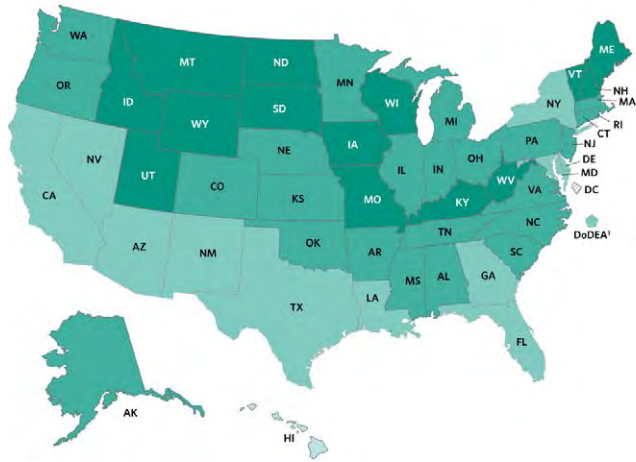 WA
MT
ND
ME
VT
OR
MN
NH
ID
SD
WI
NY
MA
WY
MI
RI
CT
IA
PA
NJ
NE
NV
OH
DE
IL
IN
UT
MD
CO
WV
VA
DC
CA
KS
MO
KY
NC
DoDEA¹
TN
OK
AZ
NM
AR
SC
MS
AL
GA
LA
TX
FL
AK
HI